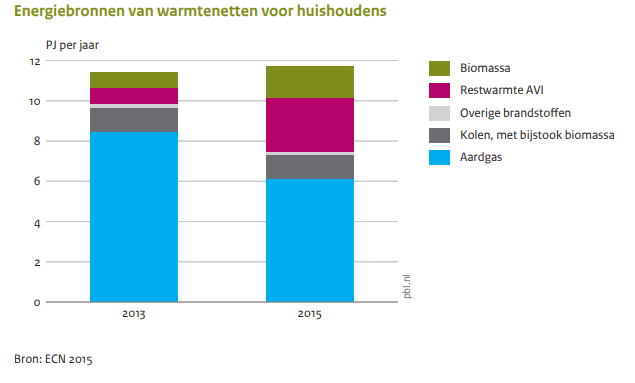 Energiebronnen van warmtenetten voor huishoudens
PJ per jaar
12
10
8
6
4
2
0
2013
2015
Biomassa
Restwarmte AVI
Overige brandstoffen
Kolen, met bijstook biomassa
Aardgas
pbl.nl
Bron: ECN 2015